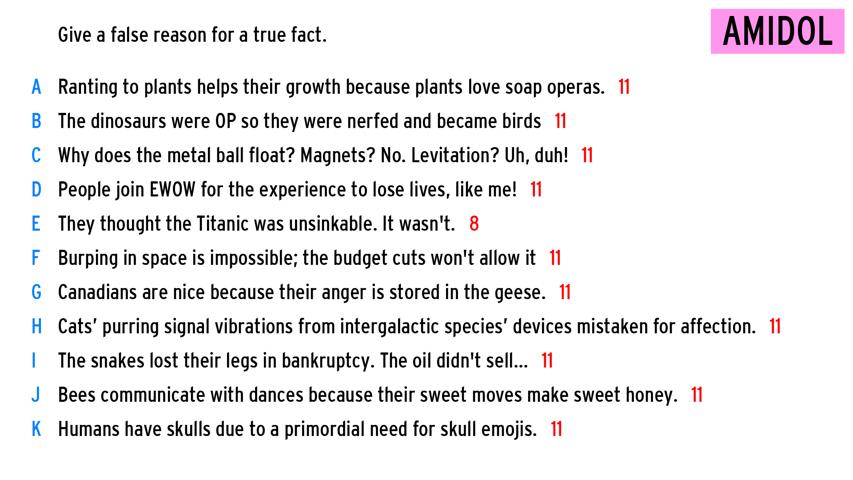 Give a false reason for a true fact.
AMIDOL
A Ranting to plants helps their growth because plants love soap operas. 11
B The dinosaurs were OP so they were nerfed and became birds 11
C Why does the metal ball float? Magnets? No. Levitation? Uh, duh! 11
D People join EWOW for the experience to lose lives, like me! 11
E They thought the Titanic was unsinkable. It wasn't. 8
F Burping in space is impossible; the budget cuts won't allow it 11
G Canadians are nice because their anger is stored in the geese. 11
H Cats’ purring signal vibrations from intergalactic species’ devices mistaken for affection. 11
I The snakes lost their legs in bankruptcy. The oil didn't sell... 11
J Bees communicate with dances because their sweet moves make sweet honey. 11
K Humans have skulls due to a primordial need for skull emojis. 11